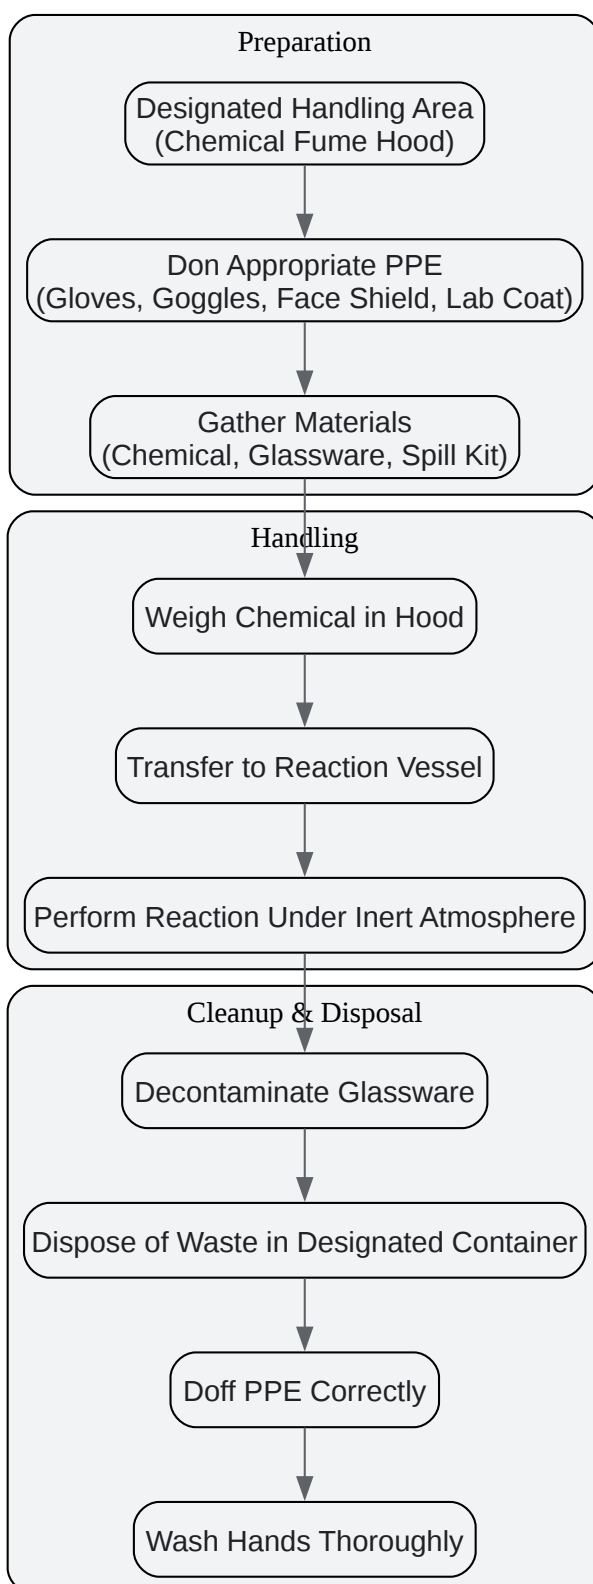 Preparation
Designated Handling Area
(Chemical Fume Hood)
Don Appropriate PPE
(Gloves, Goggles, Face Shield, Lab Coat)
Gather Materials
(Chemical, Glassware, Spill Kit)
Handling
Weigh Chemical in Hood
Transfer to Reaction Vessel
Perform Reaction Under Inert Atmosphere
Cleanup & Disposal
Decontaminate Glassware
Dispose of Waste in Designated Container
Doff PPE Correctly
Wash Hands Thoroughly